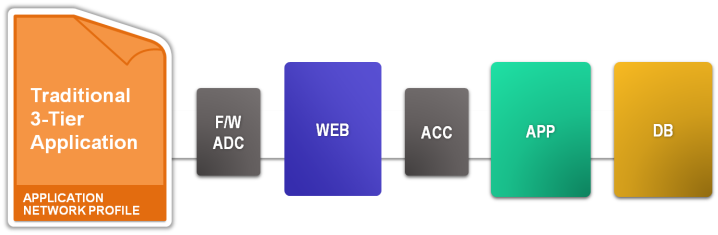 Traditional
3-Tier
Application
APPLICATION
NETWORK PROFILE
F/W
ADC
WEB
ACC
APP
DB